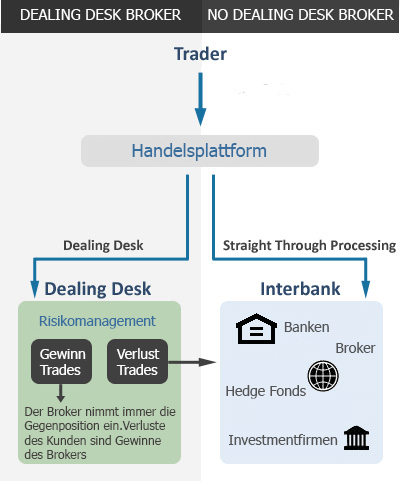 DEALING DESK BROKER
NO DEALING DESK BROKER
Trader
Handelsplattform
Dealing Desk
Straight Through Processing
Dealing Desk
Interbank
Risikomanagement
Gewinn
Trades
Verlust
Trades
Der Broker nimmt immer die
Gegenposition ein.Verluste
des Kunden sind Gewinne
des Brokers
Banken
Broker
Hedge Fonds
Investmentfirmen